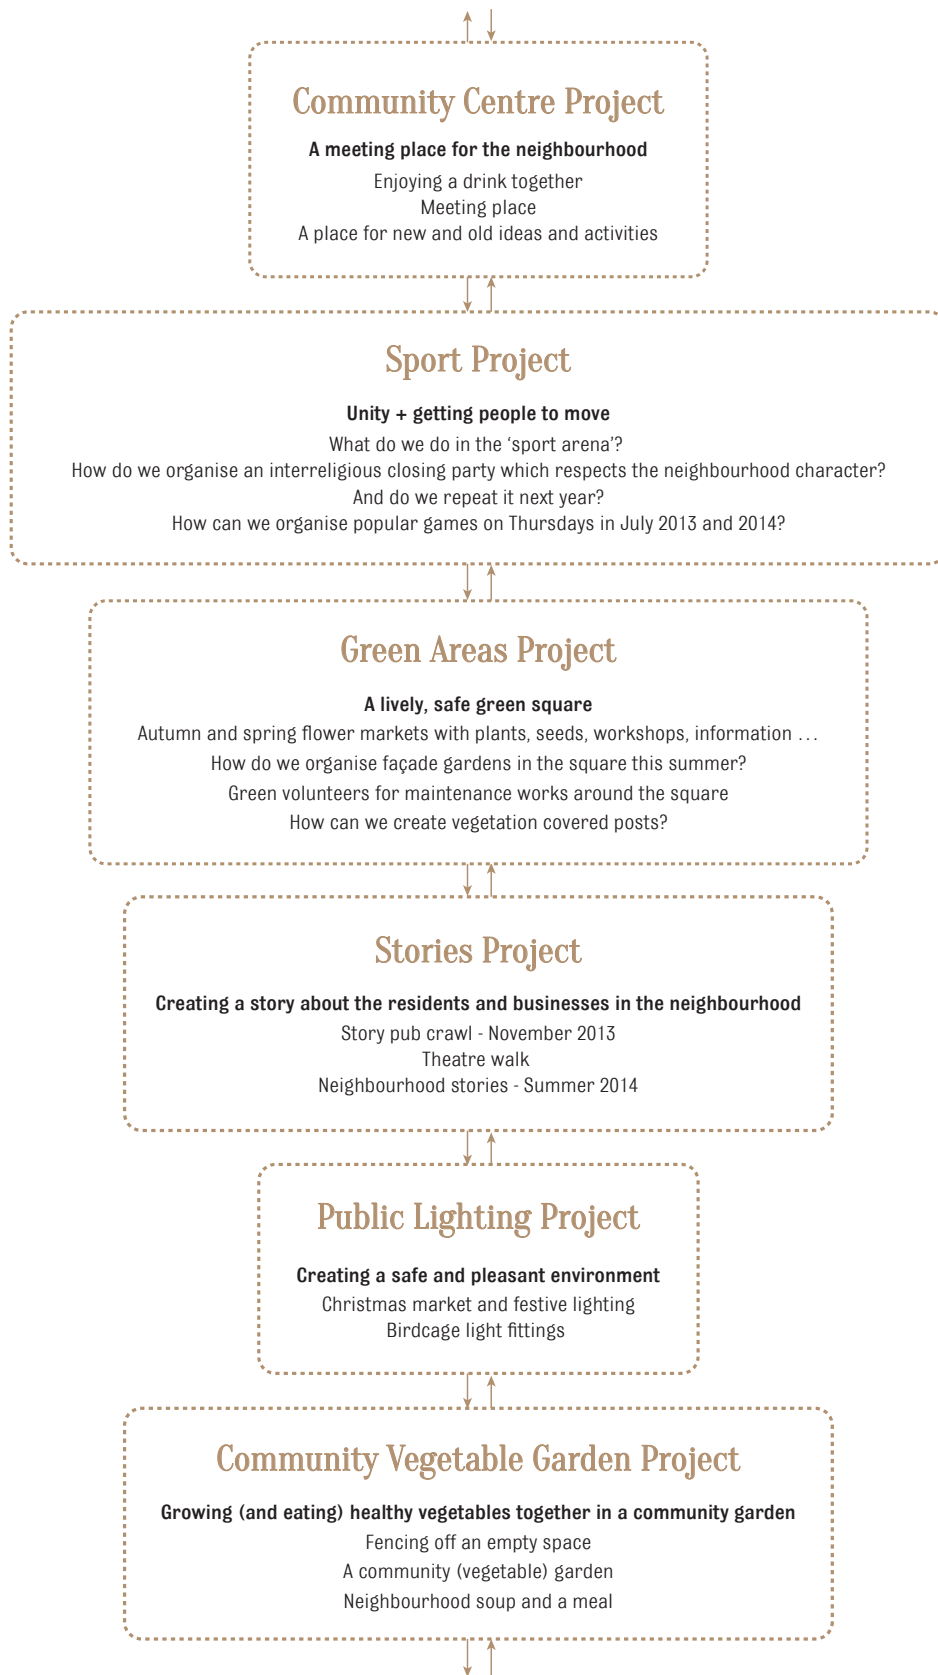 Community Centre Project
A meeting place for the neighbourhood
Enjoying a drink together
Meeting place
A place for new and old ideas and activities
Sport Project
Unity + getting people to move
What do we do in the ‘sport arena’?
How do we organise an interreligious closing party which respects the neighbourhood character?
And do we repeat it next year?
How can we organise popular games on Thursdays in July 2013 and 2014?
Green Areas Project
A lively, safe green square
Autumn and spring flower markets with plants, seeds, workshops, information …
How do we organise façade gardens in the square this summer?
Green volunteers for maintenance works around the square
How can we create vegetation covered posts?
Stories Project
Creating a story about the residents and businesses in the neighbourhood
Story pub crawl - November 2013
Theatre walk
Neighbourhood stories - Summer 2014
Public Lighting Project
Creating a safe and pleasant environment
Christmas market and festive lighting
Birdcage light fittings
Community Vegetable Garden Project
Growing (and eating) healthy vegetables together in a community garden
Fencing off an empty space
A community (vegetable) garden
Neighbourhood soup and a meal